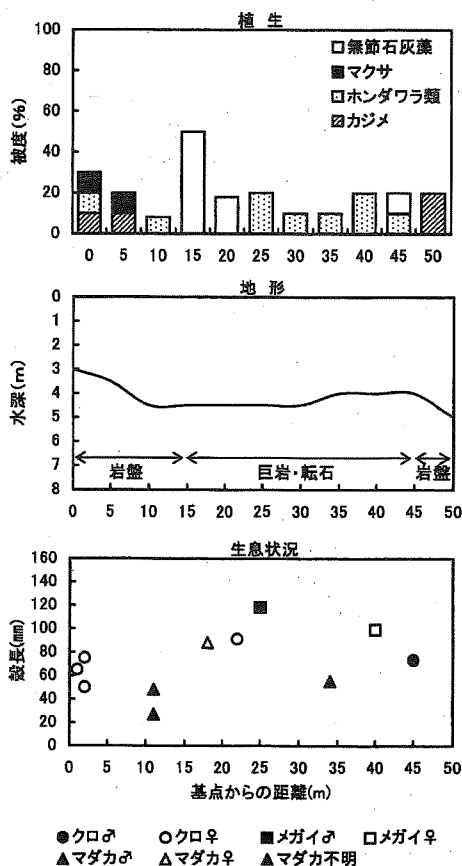 植生
100
80
60
40
20
0
被度(%)
無節石灰藻
マクサ
ホンダワラ類
カジメ
0 5 10 15 20 25 30 35 40 45 50
地形
0
1
2
3
4
5
6
7
8
水深(m)
岩盤 巨岩・転石 岩盤
0 5 10 15 20 25 30 35 40 45 50
生息状況
160
140
120
100
80
60
40
20
0
殻長(mm)
0 5 10 15 20 25 30 35 40 45 50
基点からの距離(m)
クロ♂ クロ♀ メガイ♂ メガイ♀
マダカ♂ マダカ♀ マダカ不明